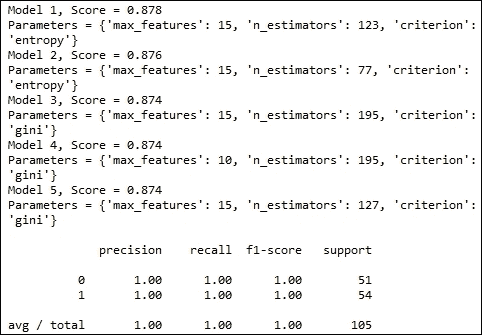 Model 1, Score = 0.878
Parameters = {'max_features': 15, 'n_estimators': 123, 'criterion':
'entropy'}
Model 2, Score = 0.876
Parameters = {'max_features': 15, 'n_estimators': 77, 'criterion':
'entropy'}
Model 3, Score = 0.874
Parameters = {'max_features': 15, 'n_estimators': 195, 'criterion':
'gini'}
Model 4, Score = 0.874
Parameters = {'max_features': 10, 'n_estimators': 195, 'criterion':
'gini'}
Model 5, Score = 0.874
Parameters = {'max_features': 15, 'n_estimators': 127, 'criterion':
'gini'}
precision recall f1-score support
0 1.00 1.00 1.00 51
1 1.00 1.00 1.00 54
avg / total 1.00 1.00 1.00 105